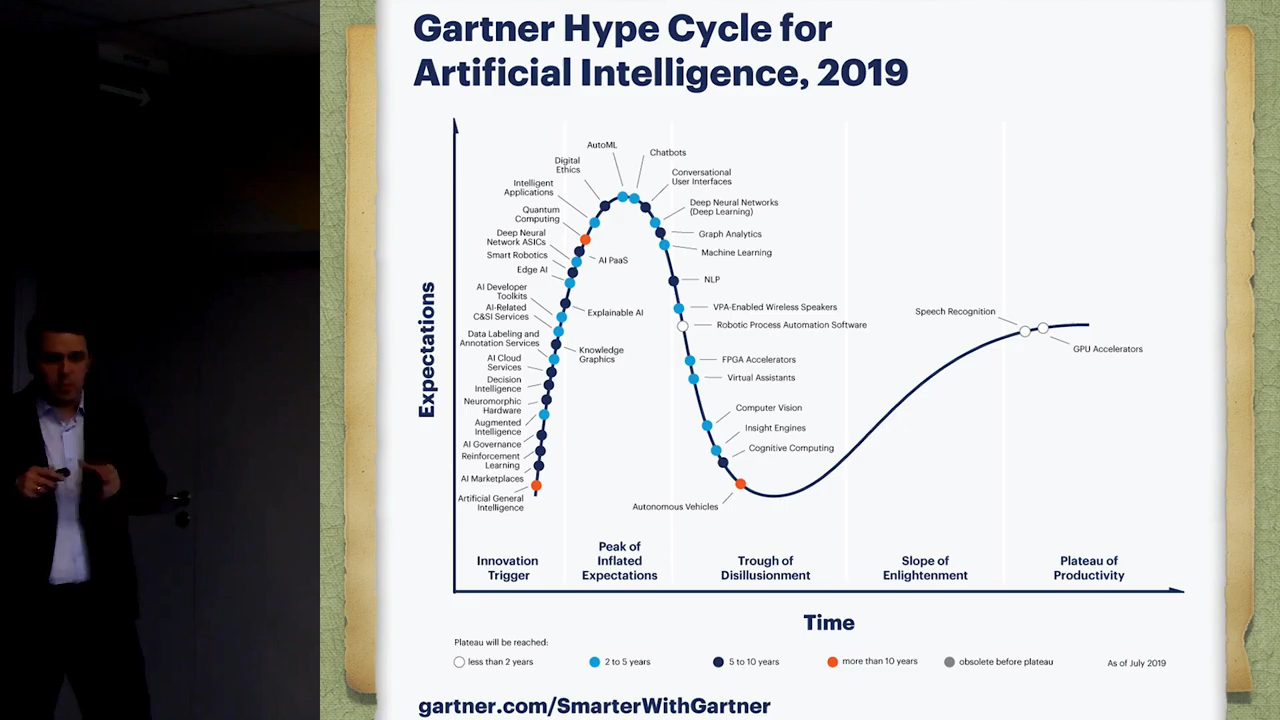 Gartner Hype Cycle for
Artificial Intelligence, 2019
Expectations
AutoML
Chatbots
Digital
Ethics
Conversational
User Interfaces
Intelligent
Applications
Deep Neural Networks
(Deep Learning)
Quantum
Computing
Graph Analytics
Deep Neural
Network ASICs
Machine Learning
Smart Robotics
AI PaaS
Edge AI
NLP
AI Developer
Toolkits
VPA-Enabled Wireless Speakers
AI-Related
C&SI Services
Explainable AI
Robotic Process Automation Software
Speech Recognition
Data Labeling and
Annotation Services
Knowledge
Graphics
GPU Accelerators
AI Cloud
Services
FPGA Accelerators
Decision
Intelligence
Virtual Assistants
Neuromorphic
Hardware
Computer Vision
Augmented
Intelligence
Insight Engines
AI Governance
Cognitive Computing
Reinforcement
Learning
AI Marketplaces
Artificial General
Intelligence
Autonomous Vehicles
Innovation
Trigger
Peak of
Inflated
Expectations
Trough of
Disillusionment
Slope of
Enlightenment
Plateau of
Productivity
Time
Plateau will be reached:
less than 2 years
2 to 5 years
5 to 10 years
more than 10 years
obsolete before plateau
As of July 2019
gartner.com/SmarterWithGartner